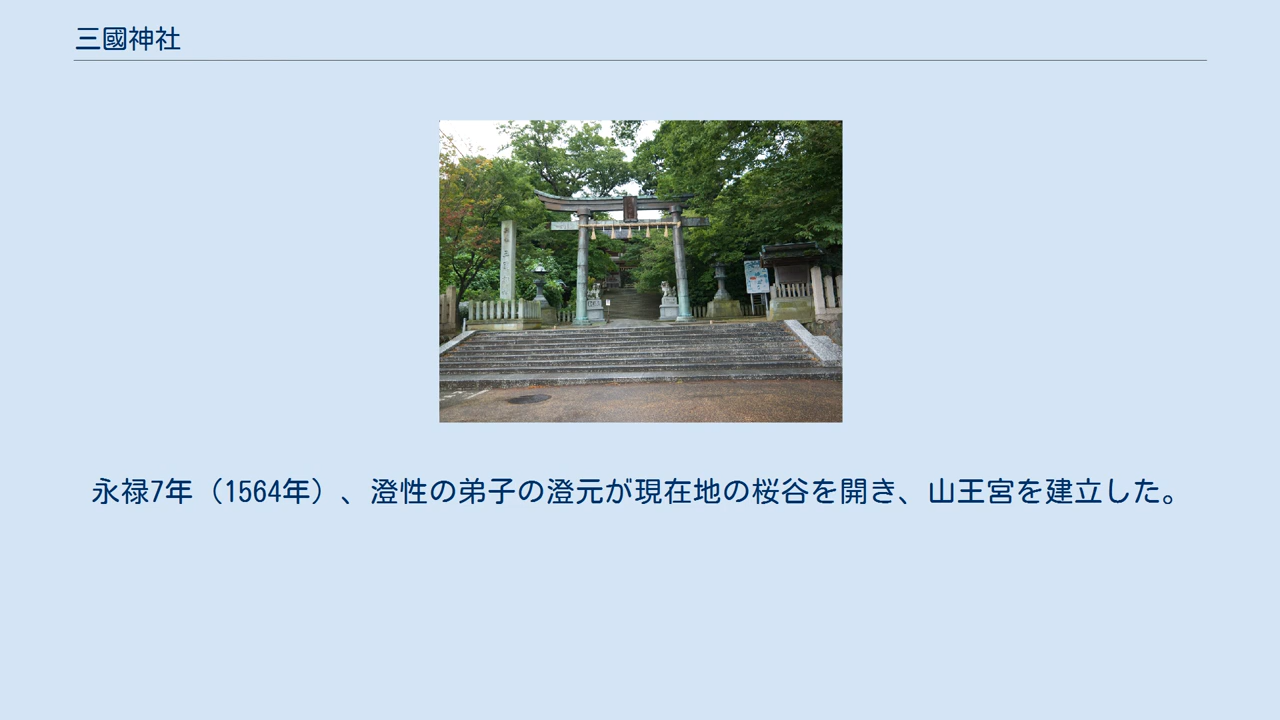 三國神社
永禄7年（1564年）、澄性の弟子の澄元が現在地の桜谷を開き、山王宮を建立した。